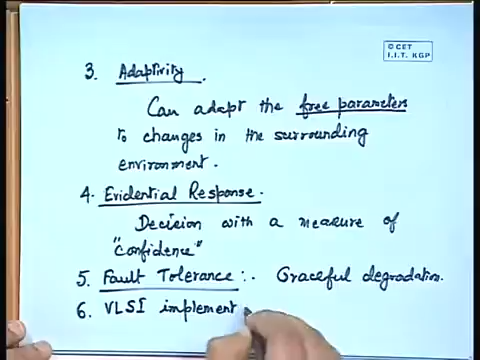 © CET
I.I.T. KGP
3. Adaptivity.
Can adapt the free parameters
to changes in the surrounding
environment.
4. Evidential Response.
Decision with a measure of
"confidence"
5. Fault Tolerance :. Graceful degradation.
6. VLSI implement